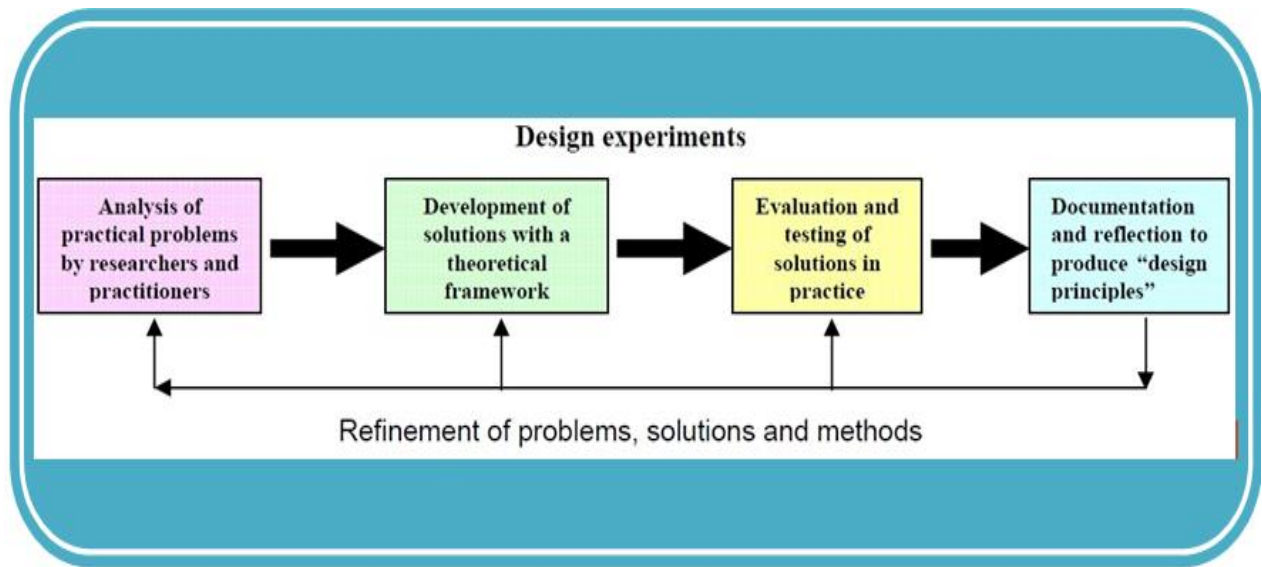 Design experiments
Analysis of
practical problems
by researchers and
practitioners
Development of
solutions with a
theoretical
framework
Evaluation and
testing of
solutions in
practice
Documentation
and reflection to
produce “design
principles”
Refinement of problems, solutions and methods